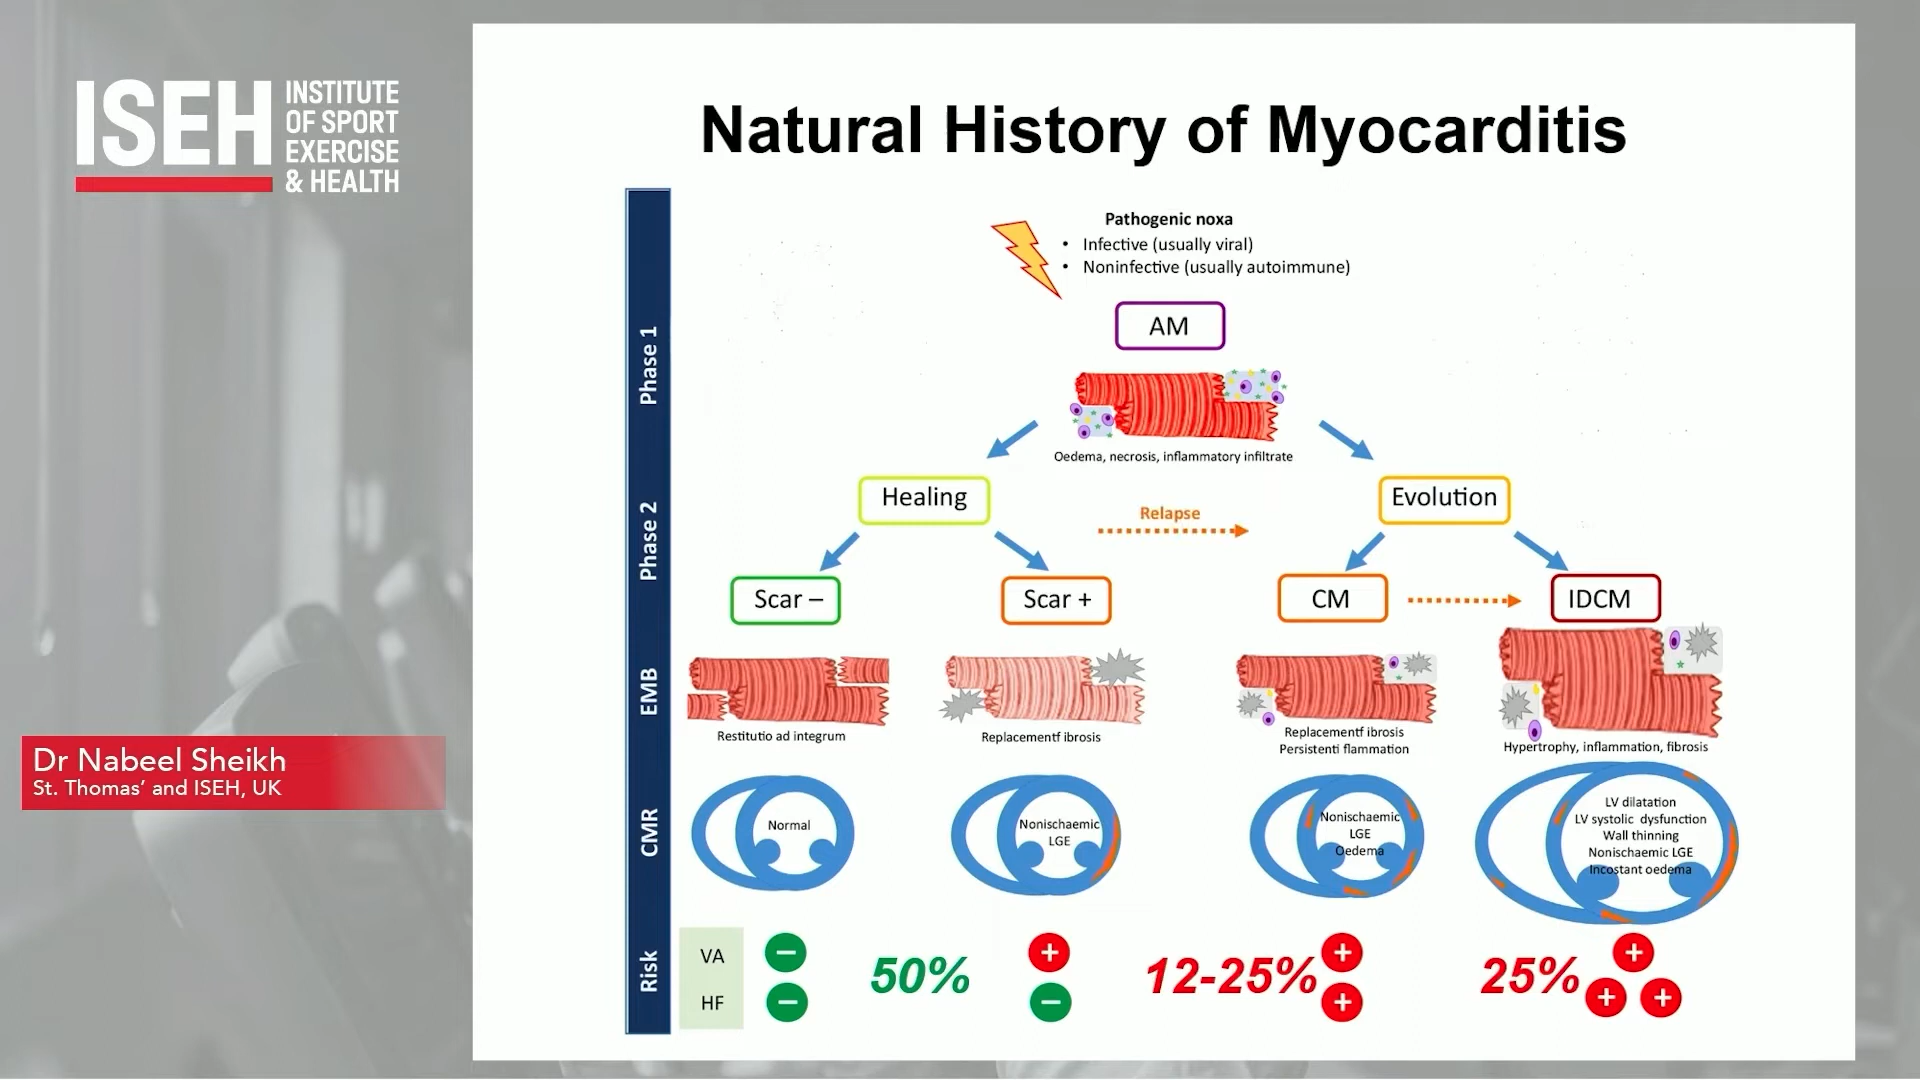 ISEH
INSTITUTE
OF SPORT
EXERCISE
& HEALTH
Dr Nabeel Sheikh
St. Thomas' and ISEH, UK
Natural History of Myocarditis
Phase 1
Pathogenic noxa
• Infective (usually viral)
• Noninfective (usually autoimmune)
AM
Oedema, necrosis, inflammatory infiltrate
Phase 2
Healing
Relapse
Evolution
Scar –
Scar +
CM
IDCM
EMB
Restitutio ad integrum
Replacementf ibrosis
Replacementf ibrosis
Persistenti flammation
Hypertrophy, inflammation, fibrosis
CMR
Normal
Nonischaemic
LGE
Nonischaemic
LGE
Oedema
LV dilatation
LV systolic dysfunction
Wall thinning
Nonischaemic LGE
Incostant oedema
Risk
VA
HF
−
−
50%
+
−
12-25%
+
+
25%
+
+ +